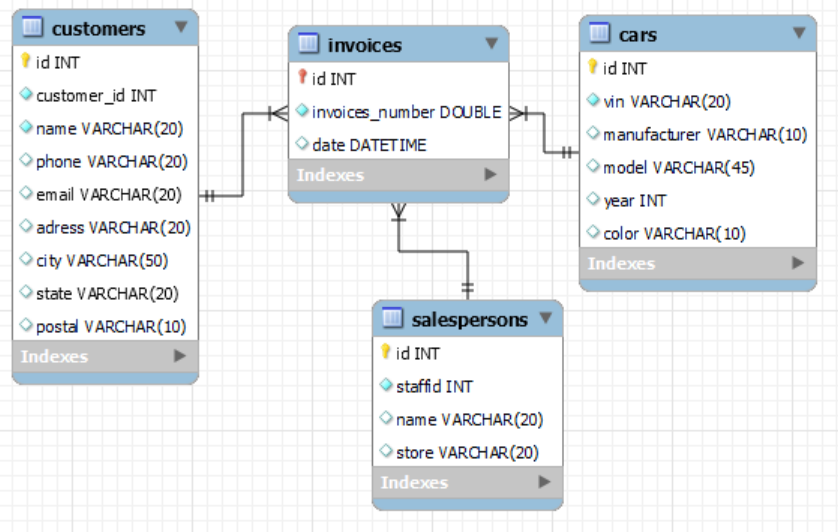 customers
id INT
customer_id INT
name VARCHAR(20)
phone VARCHAR(20)
email VARCHAR(20)
adress VARCHAR(20)
city VARCHAR(50)
state VARCHAR(20)
postal VARCHAR(10)
Indexes
invoices
id INT
invoices_number DOUBLE
date DATETIME
Indexes
cars
id INT
vin VARCHAR(20)
manufacturer VARCHAR(10)
model VARCHAR(45)
year INT
color VARCHAR(10)
Indexes
salespersons
id INT
staffid INT
name VARCHAR(20)
store VARCHAR(20)
Indexes